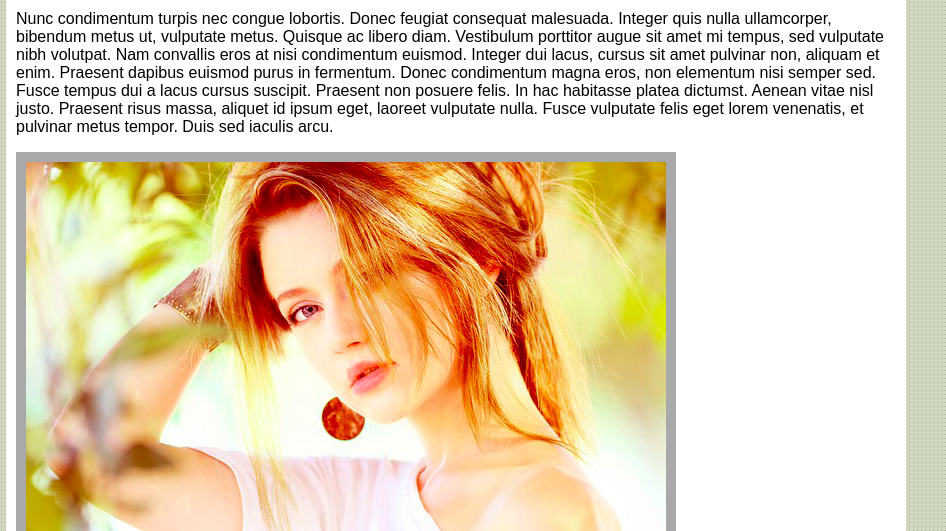 Nunc condimentum turpis nec congue lobortis. Donec feugiat consequat malesuada. Integer quis nulla ullamcorper,
bibendum metus ut, vulputate metus. Quisque ac libero diam. Vestibulum porttitor augue sit amet mi tempus, sed vulputate
nibh volutpat. Nam convallis eros at nisi condimentum euismod. Integer dui lacus, cursus sit amet pulvinar non, aliquam et
enim. Praesent dapibus euismod purus in fermentum. Donec condimentum magna eros, non elementum nisi semper sed.
Fusce tempus dui a lacus cursus suscipit. Praesent non posuere felis. In hac habitasse platea dictumst. Aenean vitae nisl
justo. Praesent risus massa, aliquet id ipsum eget, laoreet vulputate nulla. Fusce vulputate felis eget lorem venenatis, et
pulvinar metus tempor. Duis sed iaculis arcu.